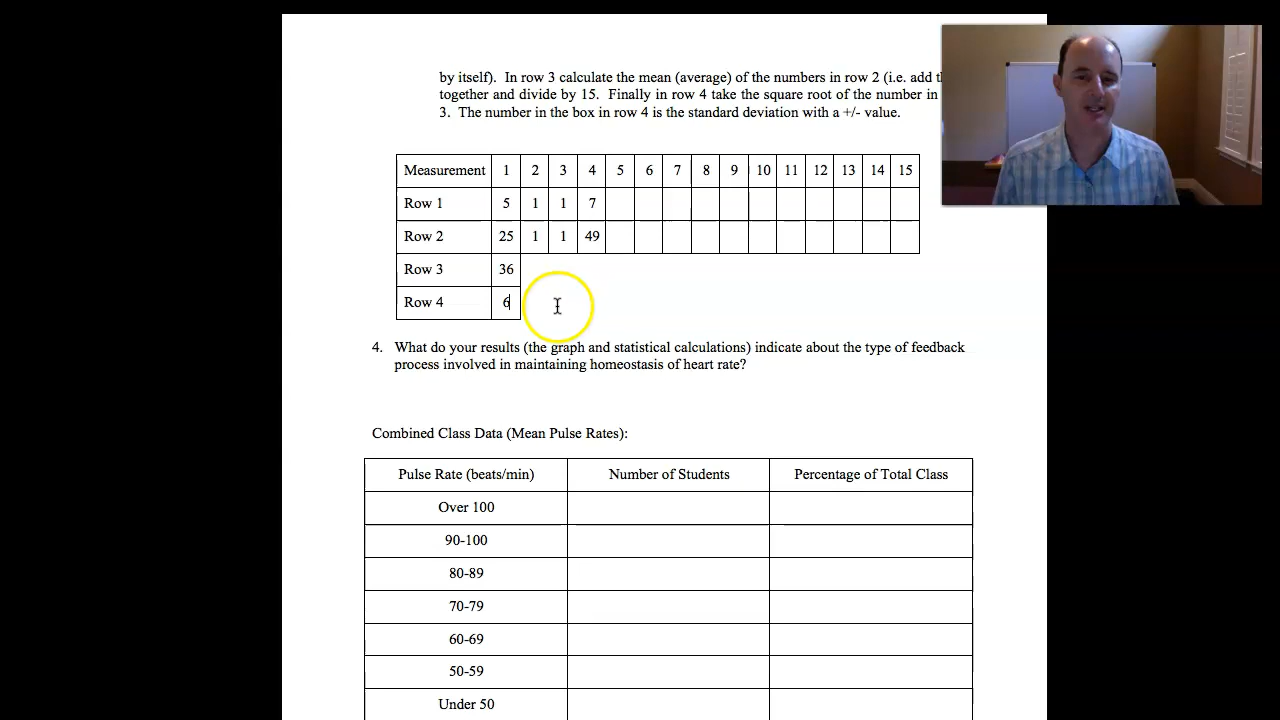 by itself). In row 3 calculate the mean (average) of the numbers in row 2 (i.e. add
together and divide by 15. Finally in row 4 take the square root of the number in
3. The number in the box in row 4 is the standard deviation with a +/- value.
Measurement 1 2 3 4 5 6 7 8 9 10 11 12 13 14 15
Row 1 5 1 1 7
Row 2 25 1 1 49
Row 3 36
Row 4 6
4. What do your results (the graph and statistical calculations) indicate about the type of feedback
process involved in maintaining homeostasis of heart rate?
Combined Class Data (Mean Pulse Rates):
Pulse Rate (beats/min) Number of Students Percentage of Total Class
Over 100
90-100
80-89
70-79
60-69
50-59
Under 50